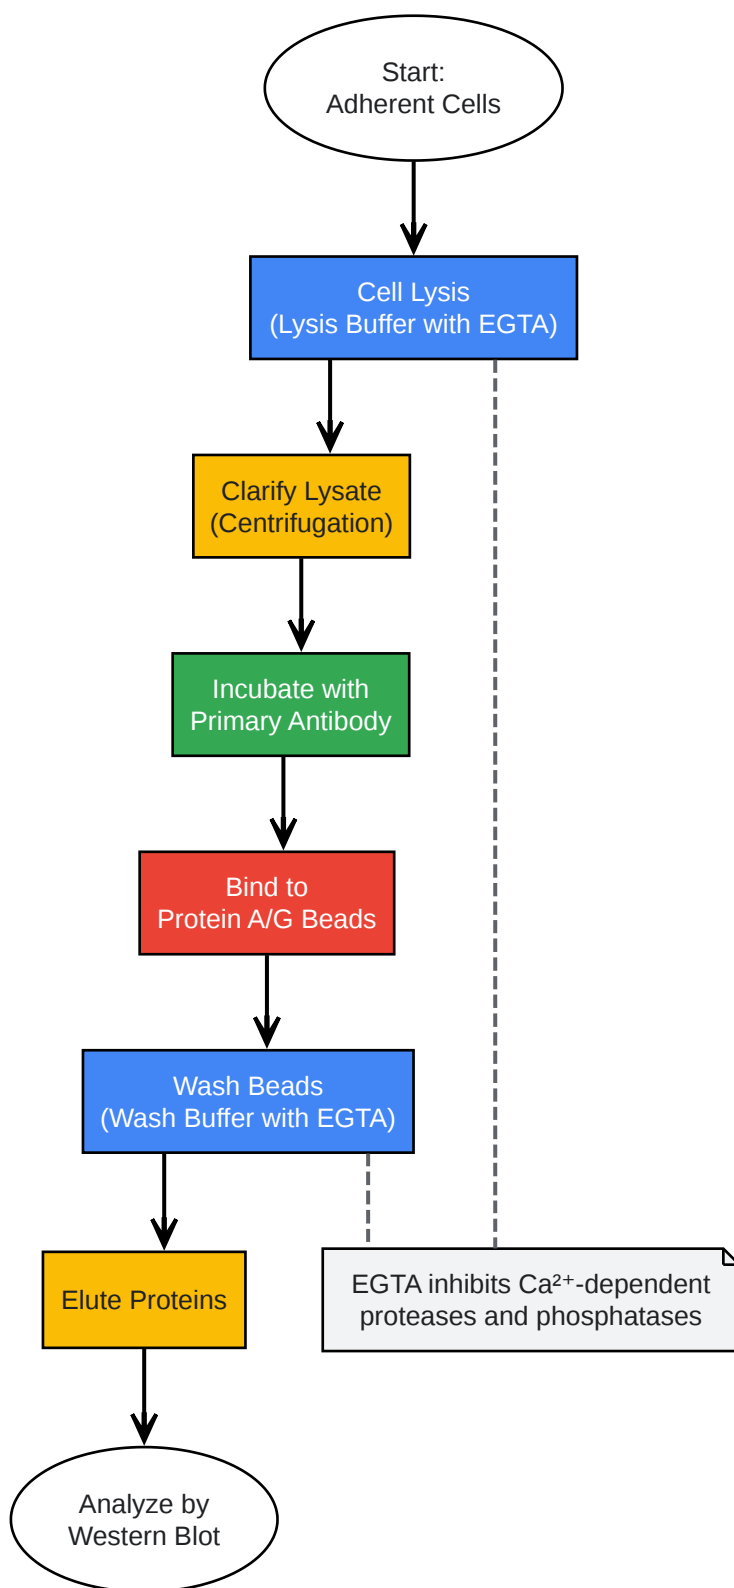 Start:
Adherent Cells
Cell Lysis
(Lysis Buffer with EGTA)
Clarify Lysate
(Centrifugation)
Incubate with
Primary Antibody
Bind to
Protein A/G Beads
Wash Beads
(Wash Buffer with EGTA)
Elute Proteins
EGTA inhibits Ca²⁺-dependent
proteases and phosphatases
Analyze by
Western Blot